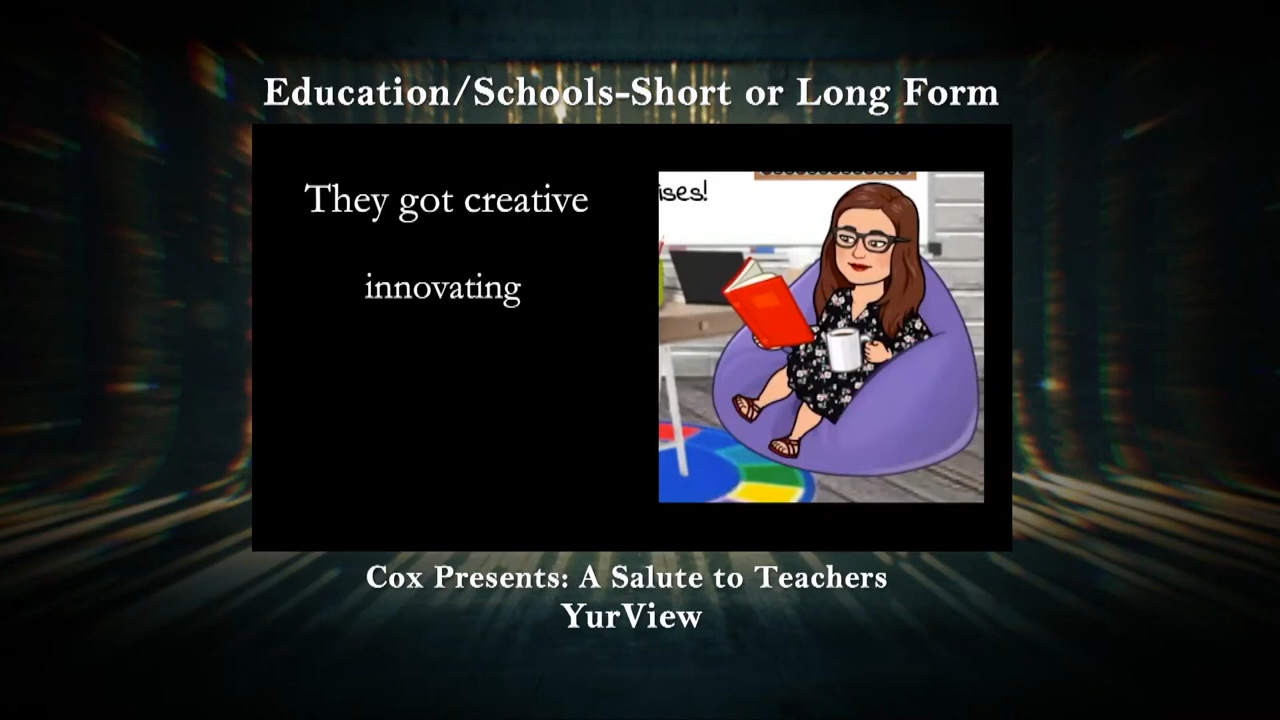 Education/Schools-Short or Long Form
They got creative
ises!
innovating
Cox Presents: A Salute to Teachers
YurView